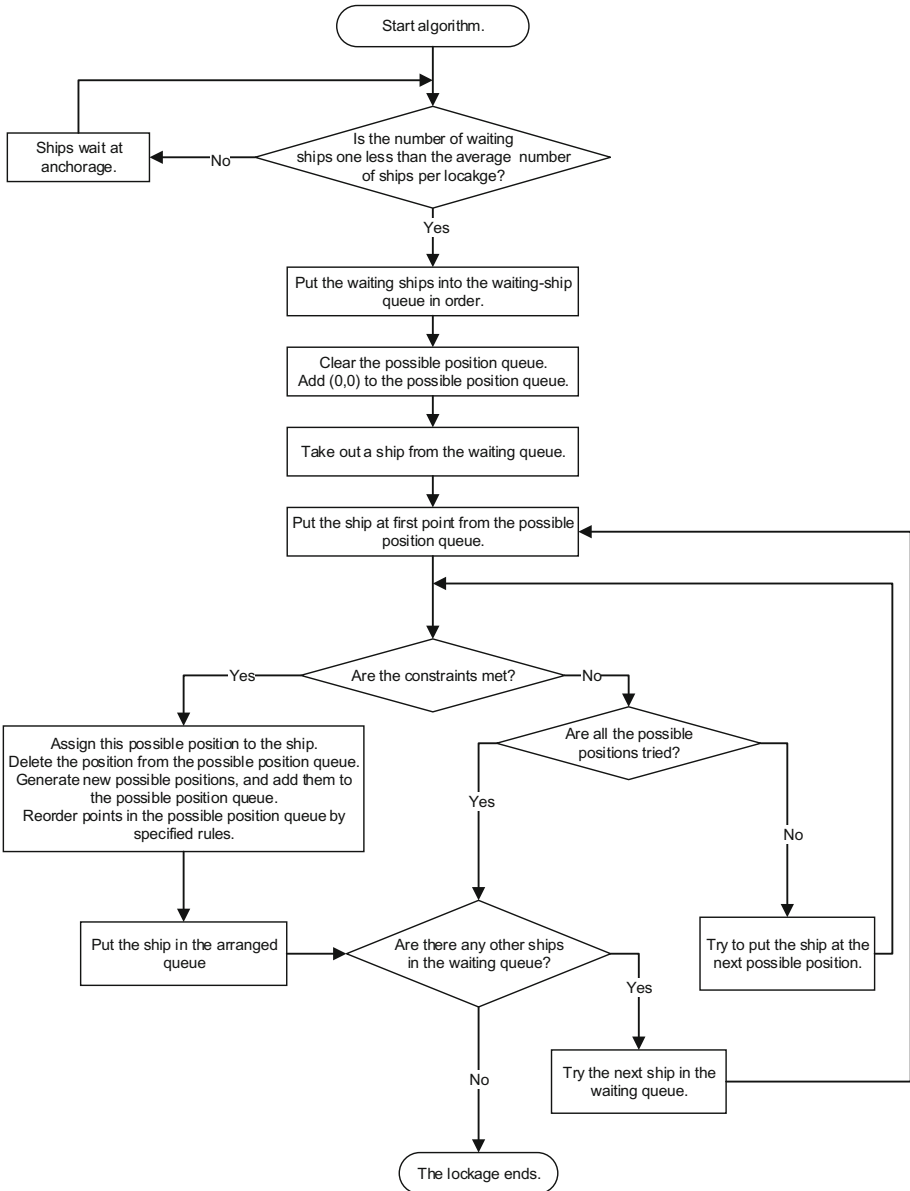 Start algorithm.
Is the number of waiting
ships one less than the average number
of ships per locakge?
No
Ships wait at
anchorage.
Yes
Put the waiting ships into the waiting-ship
queue in order.
Clear the possible position queue.
Add (0,0) to the possible position queue.
Take out a ship from the waiting queue.
Put the ship at first point from the possible
position queue.
Are the constraints met?
Yes
No
Assign this possible position to the ship.
Delete the position from the possible position queue.
Generate new possible positions, and add them to
the possible position queue.
Reorder points in the possible position queue by
specified rules.
Are all the possible
positions tried?
Yes
No
Put the ship in the arranged
queue
Are there any other ships
in the waiting queue?
Try to put the ship at the
next possible position.
Yes
No
Try the next ship in the
waiting queue.
The lockage ends.